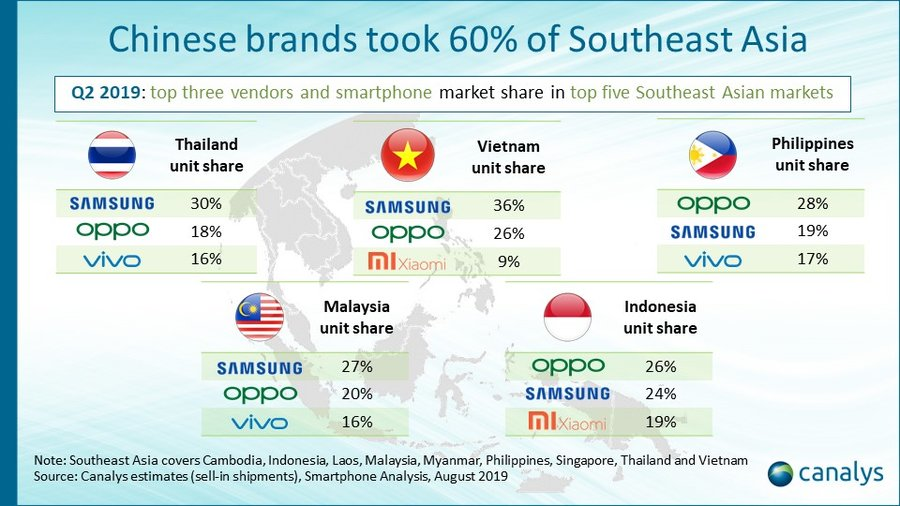 Chinese brands took 60% of Southeast Asia
Q2 2019: top three vendors and smartphone market share in top five Southeast Asian markets
Thailand
unit share
SAMSUNG 30%
oppo 18%
vivo 16%
Vietnam
unit share
SAMSUNG 36%
oppo 26%
MI Xiaomi 9%
Philippines
unit share
oppo 28%
SAMSUNG 19%
vivo 17%
Malaysia
unit share
SAMSUNG 27%
oppo 20%
vivo 16%
Indonesia
unit share
oppo 26%
SAMSUNG 24%
MI Xiaomi 19%
Note: Southeast Asia covers Cambodia, Indonesia, Laos, Malaysia, Myanmar, Philippines, Singapore, Thailand and Vietnam
Source: Canalys estimates (sell-in shipments), Smartphone Analysis, August 2019
canalys